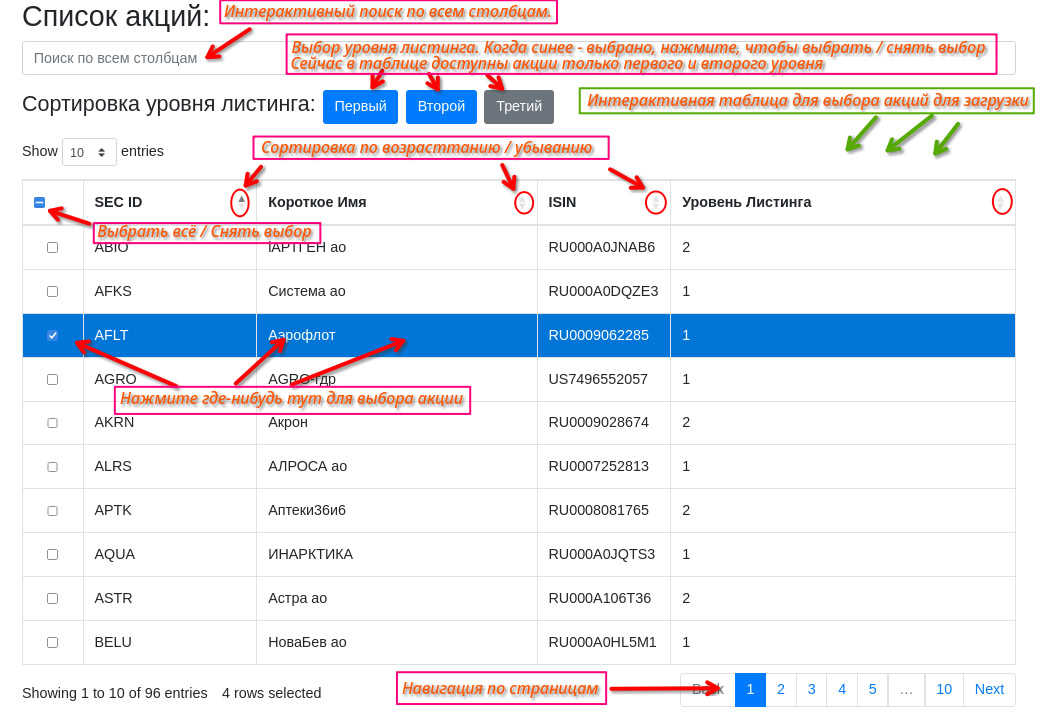 Список акций:
Интерактивный поиск по всем столбцам.
Поиск по всем столбцам
Выбор уровня листинга. Когда синее - выбрано, нажмите, чтобы выбрать / снять выбор
Сейчас в таблице доступны акции только первого и второго уровня
Сортировка уровня листинга: Первый Второй Третий
Интерактивная таблица для выбора акций для загрузки
Show 10 entries
Сортировка по возрасттанию / убыванию
SEC ID Короткое Имя ISIN Уровень Листинга
Выбрать всё / Снять выбор
ABIO iАРТГЕН ао RU000A0JNAB6 2
AFKS Система ао RU000A0DQZE3 1
AFLT Аэрофлот RU0009062285 1
AGRO AGRO-гдр US7496552057 1
Нажмите где-нибудь тут для выбора акции
AKRN Акрон RU0009028674 2
ALRS АЛРОСА ао RU0007252813 1
APTK Аптеки36и6 RU0008081765 2
AQUA ИНАРКТИКА RU000A0JQTS3 1
ASTR Астра ао RU000A106T36 2
BELU НоваБев ао RU000A0HL5M1 1
Showing 1 to 10 of 96 entries 4 rows selected
Навигация по страницам
Back 1 2 3 4 5 … 10 Next